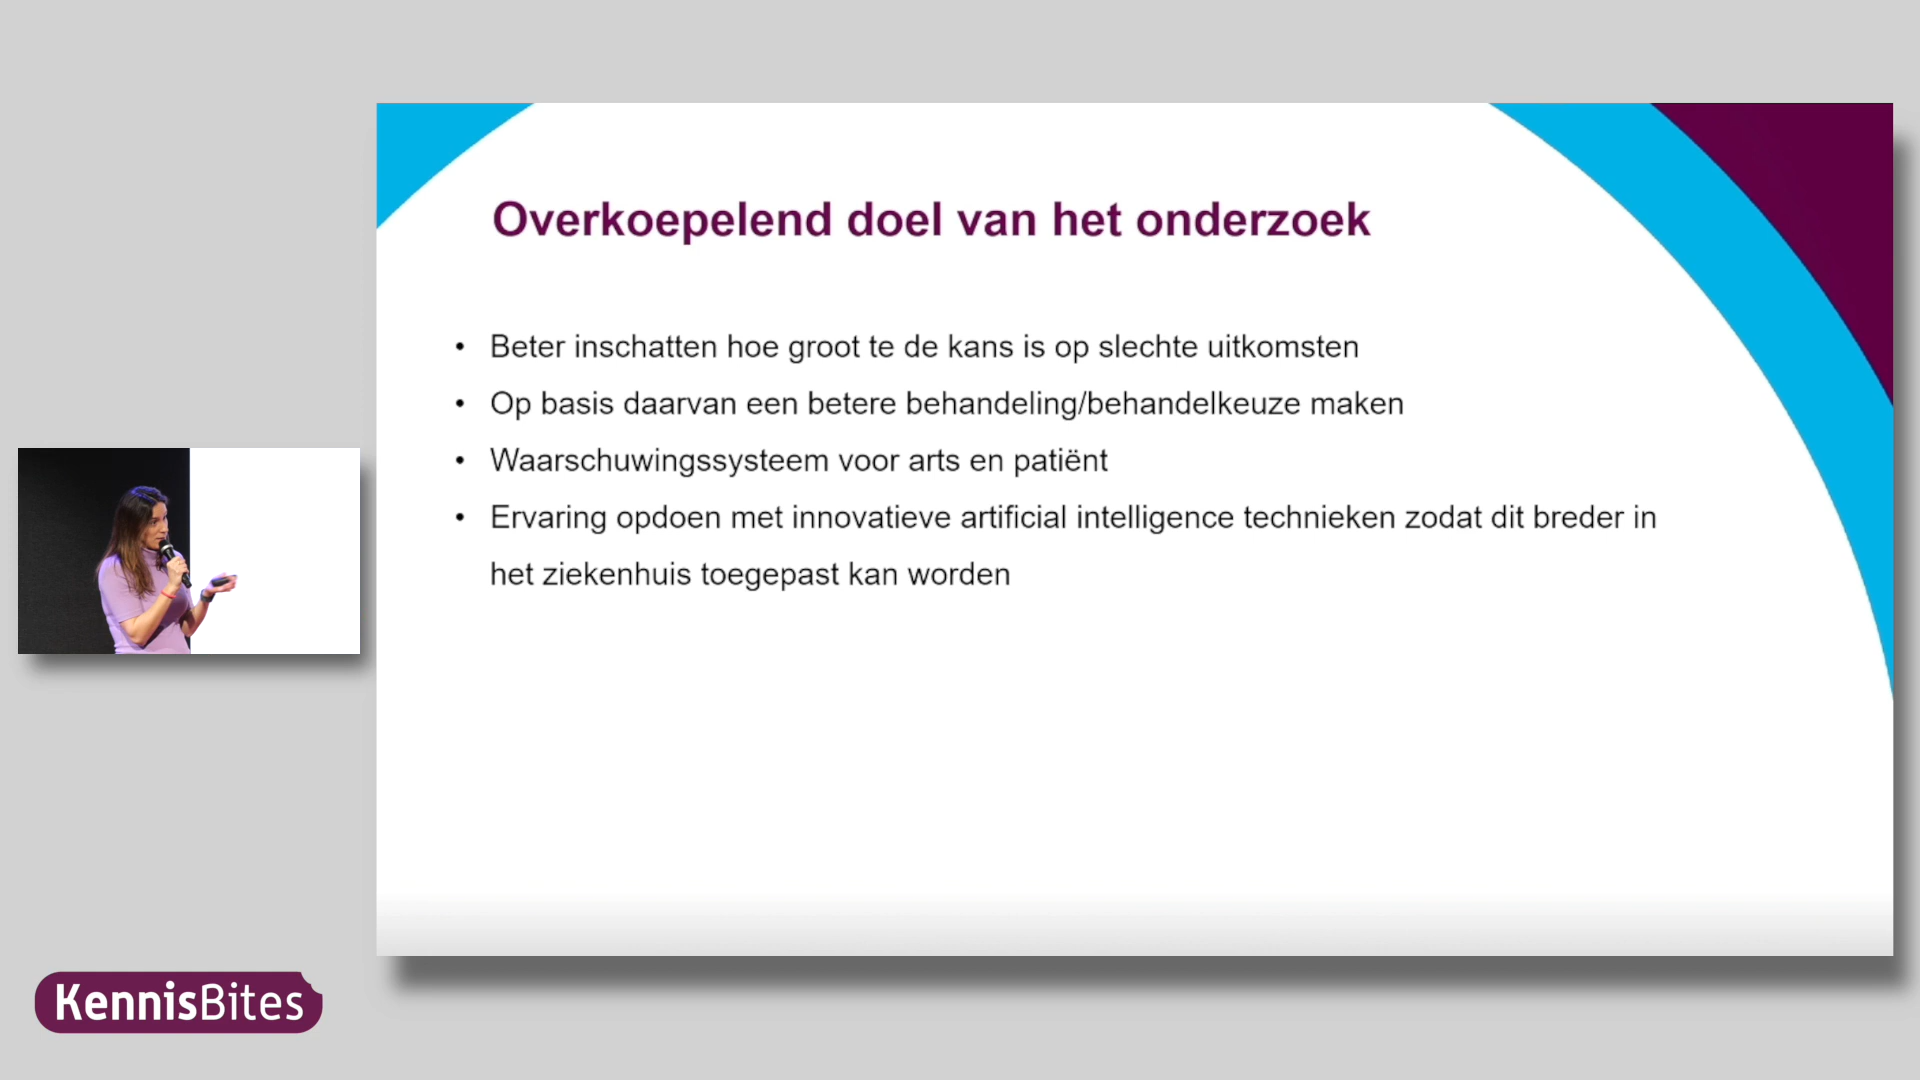 Overkoepelend doel van het onderzoek
• Beter inschatten hoe groot te de kans is op slechte uitkomsten
• Op basis daarvan een betere behandeling/behandelkeuze maken
• Waarschuwingssysteem voor arts en patiënt
• Ervaring opdoen met innovatieve artificial intelligence technieken zodat dit breder in
het ziekenhuis toegepast kan worden
KennisBites